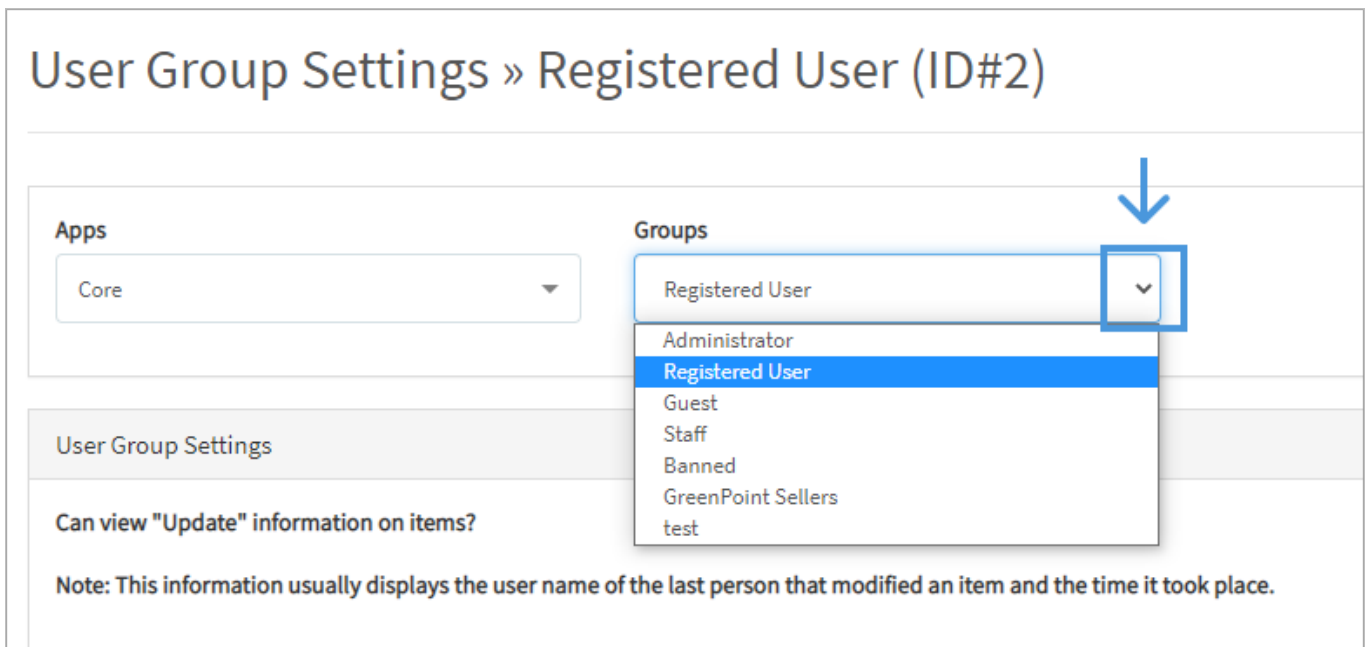 User Group Settings » Registered User (ID#2)
Apps
Groups
Core
Registered User
Administrator
Registered User
Guest
Staff
Banned
GreenPoint Sellers
test
User Group Settings
Can view "Update" information on items?
Note: This information usually displays the user name of the last person that modified an item and the time it took place.